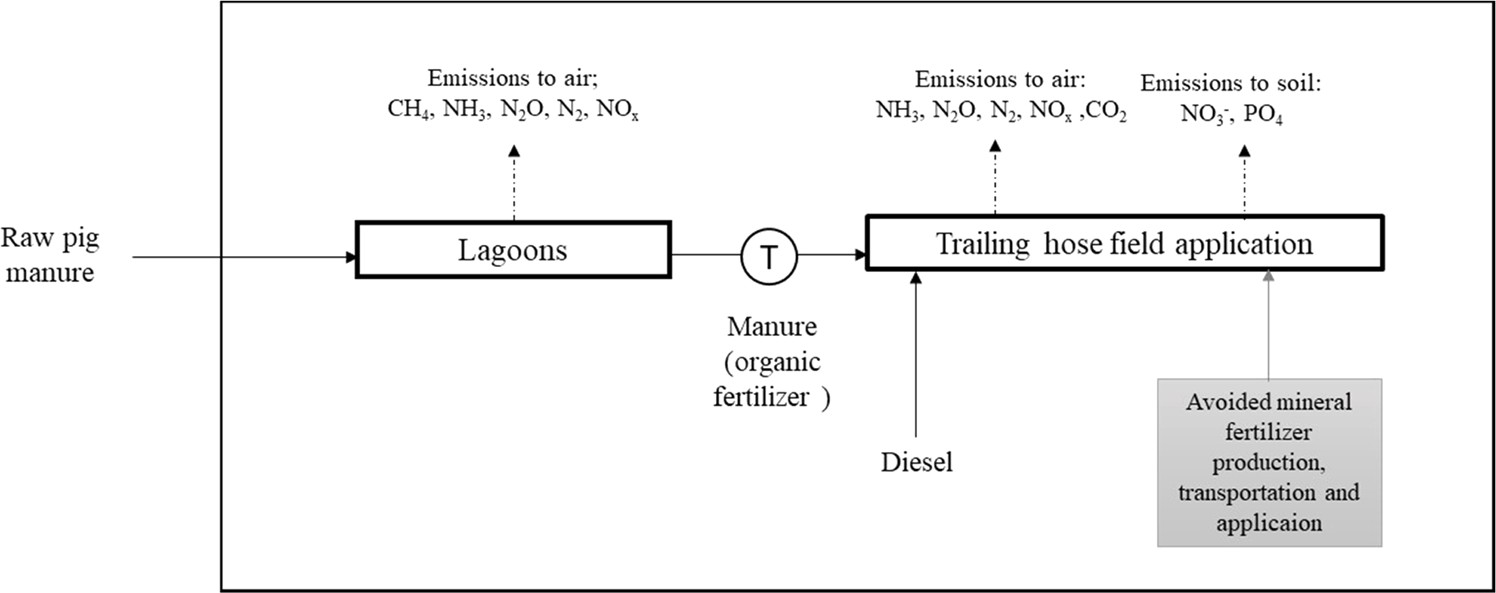 Emissions to air;
CH₄, NH₃, N₂O, N₂, NOₓ
Emissions to air:
NH₃, N₂O, N₂, NOₓ ,CO₂
Emissions to soil:
NO₃⁻, PO₄
Raw pig
manure
Lagoons
T
Trailing hose field application
Manure
(organic
fertilizer )
Diesel
Avoided mineral
fertilizer
production,
transportation and
applicaion